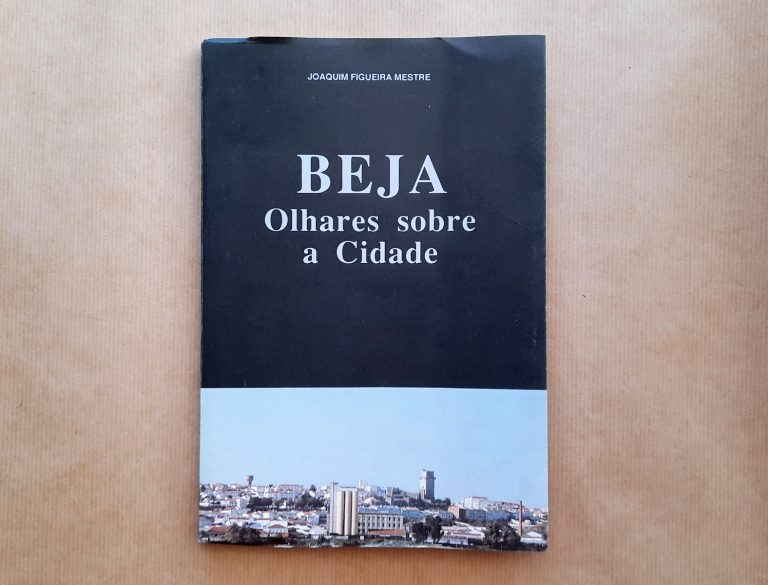 JOAQUIM FIGUEIRA MESTRE
BEJA
Olhares sobre
a Cidade